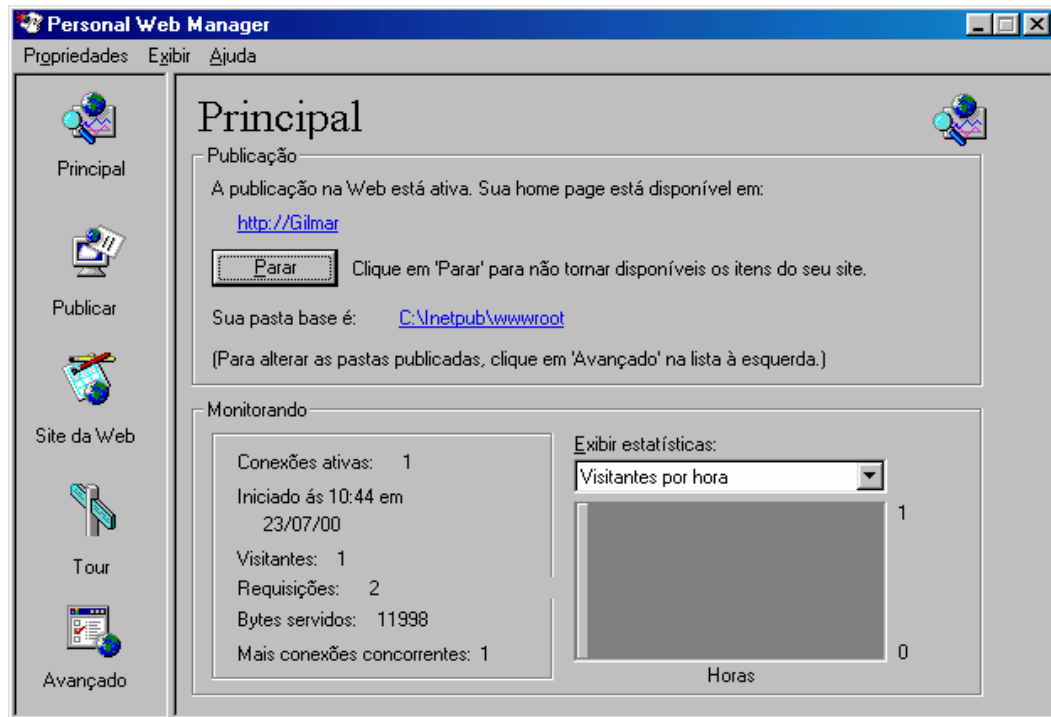 Personal Web Manager
Propriedades Exibir Ajuda
Principal
Publicar
Site da Web
Tour
Avançado
Principal
Publicação
A publicação na Web está ativa. Sua home page está disponível em:
http://Gilmar
Parar Clique em 'Parar' para não tornar disponíveis os itens do seu site.
Sua pasta base é: C:\Inetpub\wwwroot
(Para alterar as pastas publicadas, clique em 'Avançado' na lista à esquerda.)
Monitorando
Conexões ativas: 1
Iniciado ás 10:44 em
23/07/00
Visitantes: 1
Requisições: 2
Bytes servidos: 11998
Mais conexões concorrentes: 1
Exibir estatísticas:
Visitantes por hora
1
0
Horas